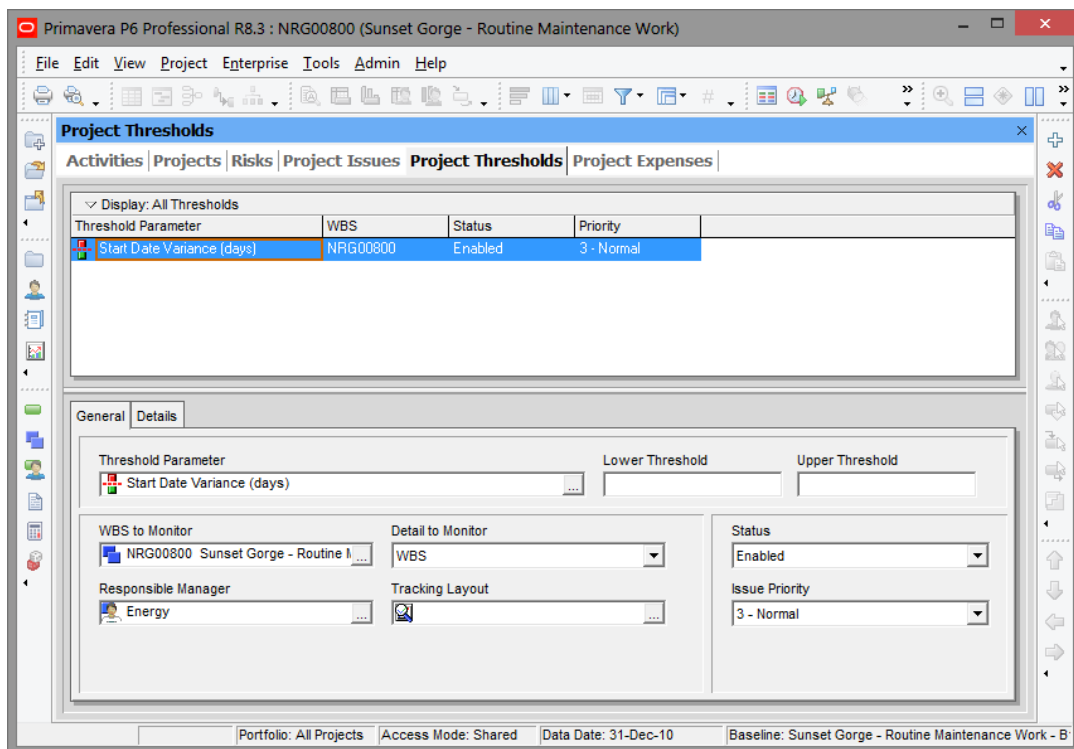 Primavera P6 Professional R8.3 : NRG00800 (Sunset Gorge - Routine Maintenance Work)
File Edit View Project Enterprise Tools Admin Help
Project Thresholds
Activities Projects Risks Project Issues Project Thresholds Project Expenses
Display: All Thresholds
Threshold Parameter WBS Status Priority
Start Date Variance (days) NRG00800 Enabled 3 - Normal
General Details
Threshold Parameter Lower Threshold Upper Threshold
Start Date Variance (days) ...
WBS to Monitor Detail to Monitor Status
NRG00800 Sunset Gorge - Routine ... WBS Enabled
Responsible Manager Tracking Layout Issue Priority
Energy ... ... 3 - Normal
Portfolio: All Projects Access Mode: Shared Data Date: 31-Dec-10 Baseline: Sunset Gorge - Routine Maintenance Work - B